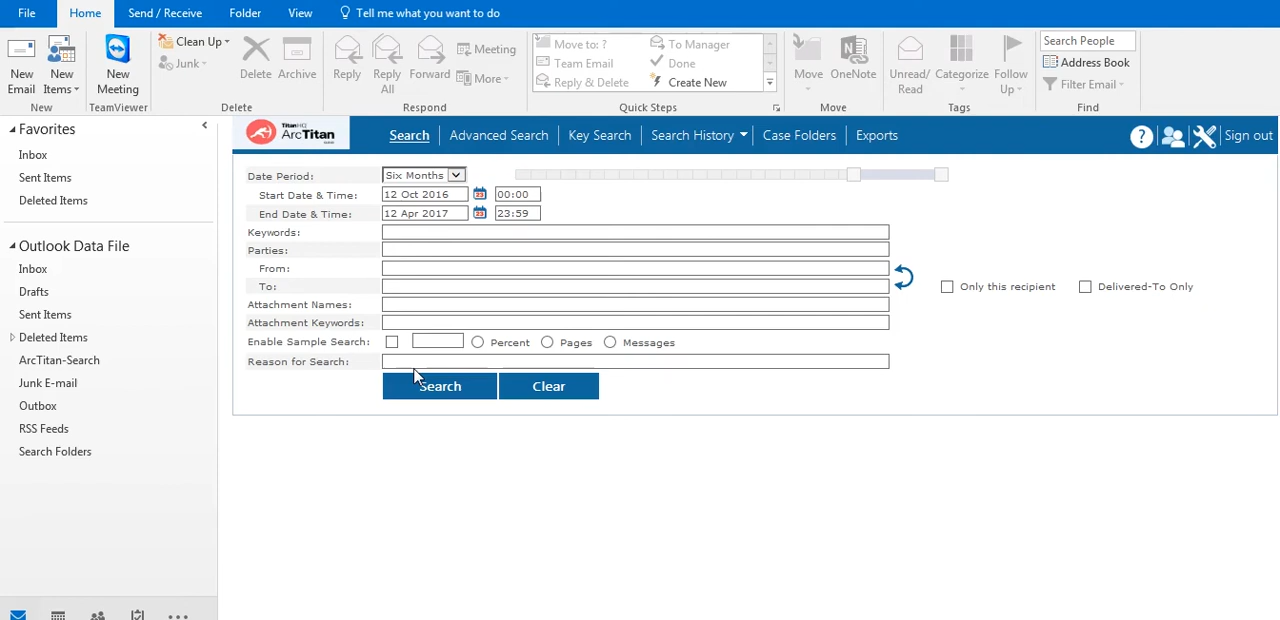 File Home Send / Receive Folder View Tell me what you want to do
New Email
New Items
New
New Meeting
TeamViewer
Clean Up
Junk
Delete
Archive
Delete
Reply
Reply All
Forward
Meeting
More
Respond
Move to: ?
Team Email
Reply & Delete
To Manager
Done
Create New
Quick Steps
Move
OneNote
Move
Unread/ Read
Categorize
Follow Up
Tags
Search People
Address Book
Filter Email
Find
Favorites
Inbox
Sent Items
Deleted Items
Outlook Data File
Inbox
Drafts
Sent Items
Deleted Items
ArcTitan-Search
Junk E-mail
Outbox
RSS Feeds
Search Folders
TitanHQ
ArcTitan
Search Advanced Search Key Search Search History Case Folders Exports ? Sign out
Date Period: Six Months
Start Date & Time: 12 Oct 2016 23 00:00
End Date & Time: 12 Apr 2017 23 23:59
Keywords:
Parties:
From:
To: Only this recipient Delivered-To Only
Attachment Names:
Attachment Keywords:
Enable Sample Search: Percent Pages Messages
Reason for Search:
Search Clear